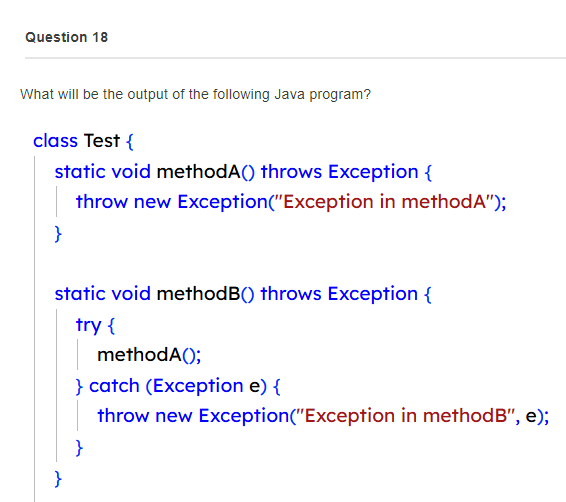 Question 18
What will be the output of the following Java program?
class Test {
static void methodA() throws Exception {
throw new Exception("Exception in methodA");
}
static void methodB() throws Exception {
try {
methodA();
} catch (Exception e) {
throw new Exception("Exception in methodB", e);
}
}